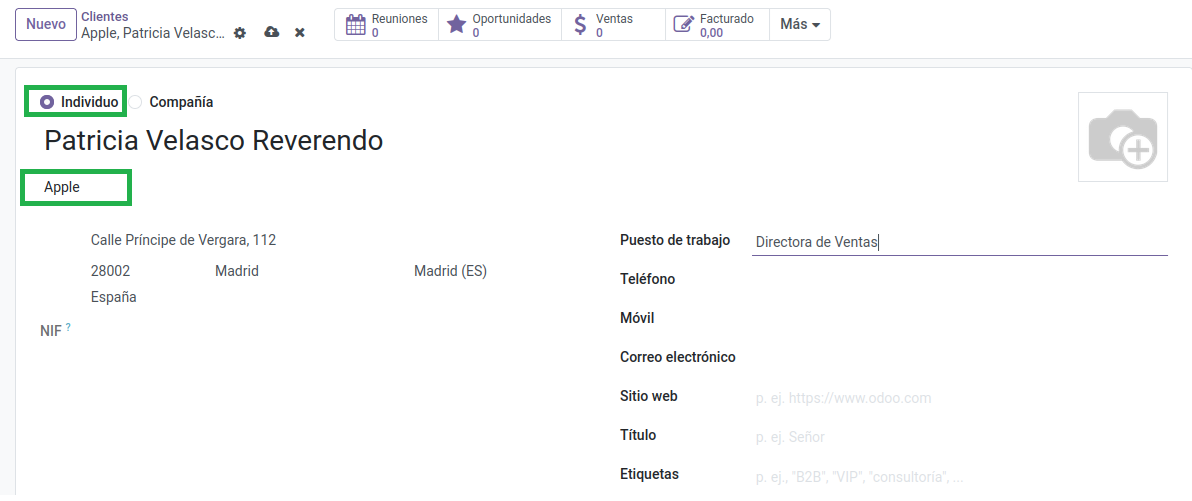 Nuevo
Clientes
Apple, Patricia Velasc...
Reuniones
0
Oportunidades
0
Ventas
0
Facturado
0,00
Más
Individuo Compañía
Patricia Velasco Reverendo
Apple
Calle Príncipe de Vergara, 112
28002 Madrid Madrid (ES)
España
NIF ?
Puesto de trabajo Directora de Ventas
Teléfono
Móvil
Correo electrónico
Sitio web p. ej. https://www.odoo.com
Título p. ej. Señor
Etiquetas p. ej., "B2B", "VIP", "consultoría", ...